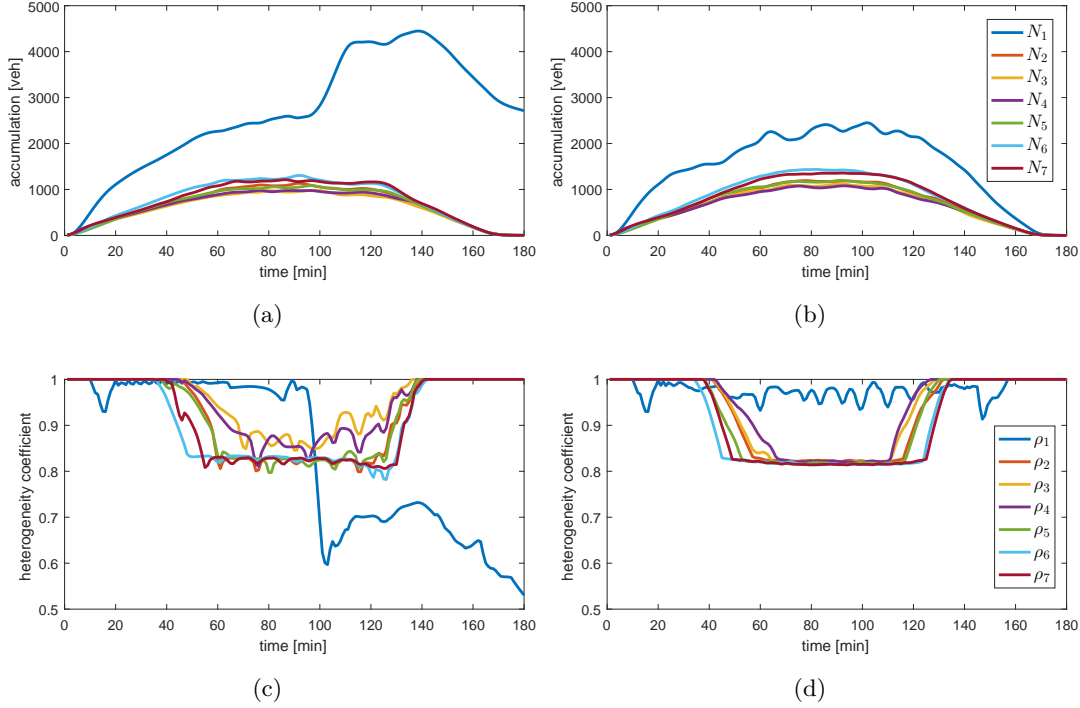 5000
4000
3000
2000
1000
0
accumulation [veh]
0 20 40 60 80 100 120 140 160 180
time [min]
(a)
5000
4000
3000
2000
1000
0
accumulation [veh]
0 20 40 60 80 100 120 140 160 180
time [min]
N1
N2
N3
N4
N5
N6
N7
(b)
1
0.9
0.8
0.7
0.6
0.5
heterogeneity coefficient
0 20 40 60 80 100 120 140 160 180
time [min]
(c)
1
0.9
0.8
0.7
0.6
0.5
heterogeneity coefficient
0 20 40 60 80 100 120 140 160 180
time [min]
ρ1
ρ2
ρ3
ρ4
ρ5
ρ6
ρ7
(d)